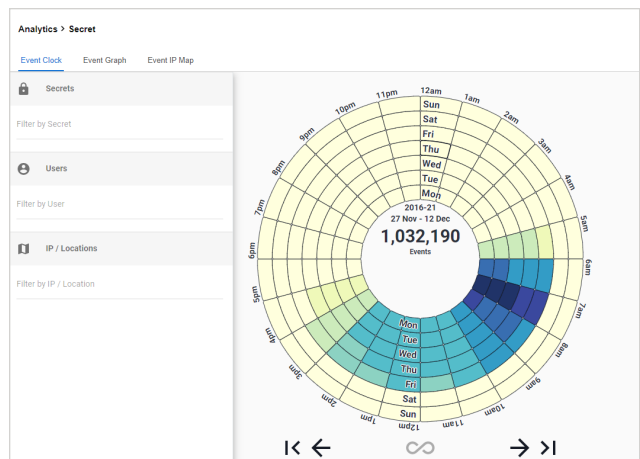 Analytics > Secret
Event Clock Event Graph Event IP Map
Secrets
Filter by Secret
Users
Filter by User
IP / Locations
Filter by IP / Location
12am
1am
2am
3am
4am
5am
6am
7am
8am
9am
10am
11am
12pm
1pm
2pm
3pm
4pm
5pm
6pm
7pm
8pm
9pm
10pm
11pm
Sun
Sat
Fri
Thu
Wed
Tue
Mon
2016-21
27 Nov - 12 Dec
1,032,190
Events
Mon
Tue
Wed
Thu
Fri
Sat
Sun